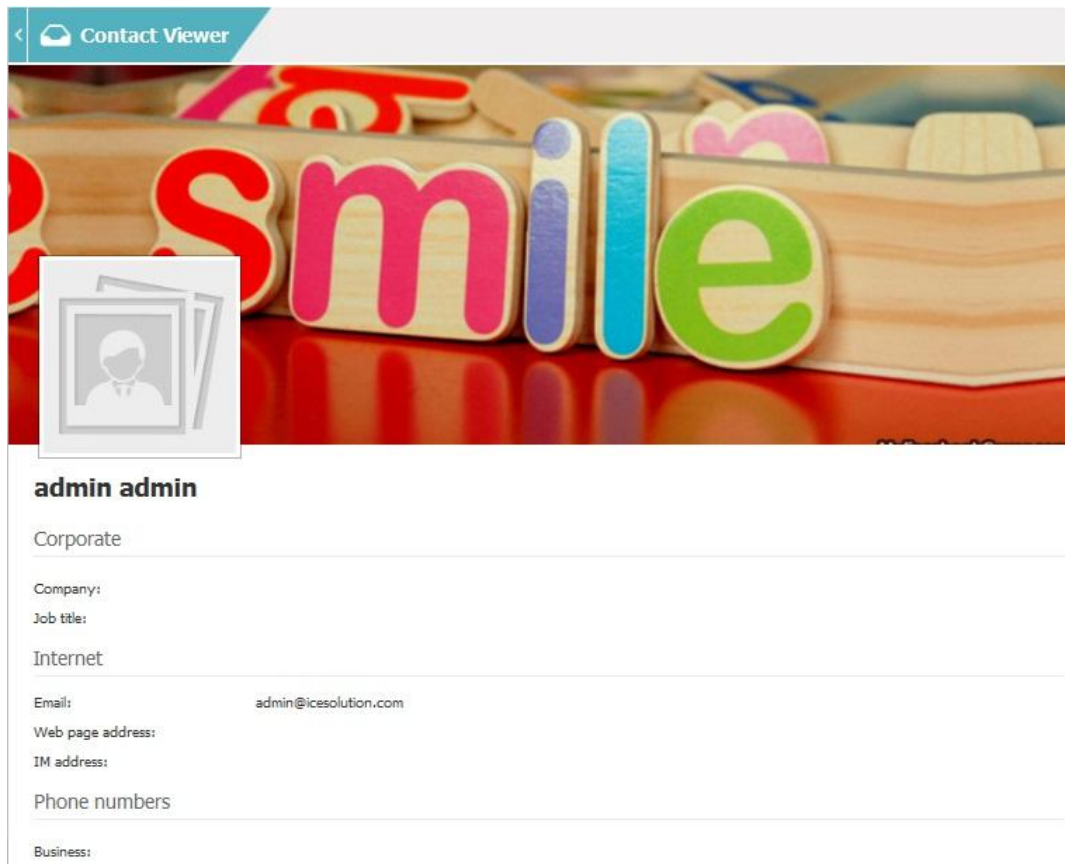 Contact Viewer
smile
admin admin
Corporate
Company:
Job title:
Internet
Email: admin@icesolution.com
Web page address:
IM address:
Phone numbers
Business: